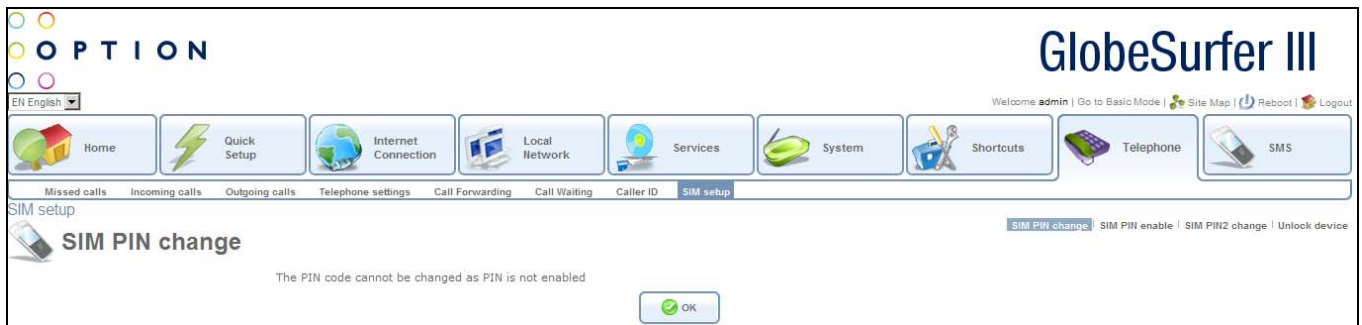 OPTION
GlobeSurfer III
EN English
Welcome admin | Go to Basic Mode | Site Map | Reboot | Logout
Home
Quick Setup
Internet Connection
Local Network
Services
System
Shortcuts
Telephone
SMS
Missed calls Incoming calls Outgoing calls Telephone settings Call Forwarding Call Waiting Caller ID SIM setup
SIM setup
SIM PIN change | SIM PIN enable | SIM PIN2 change | Unlock device
SIM PIN change
The PIN code cannot be changed as PIN is not enabled
OK